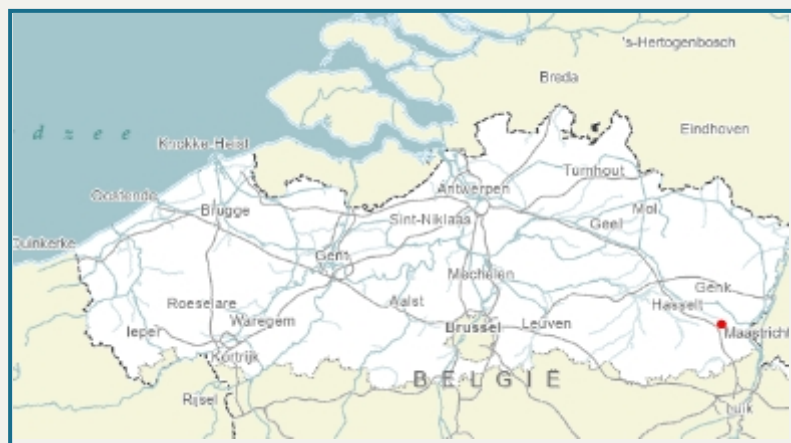 's-Hertogenbosch
Breda
Eindhoven
d z e e
Knokke-Heist
Turnhout
Antwerpen
Oostende
Mol
Brugge
Sint-Niklaas
Geel
Duinkerke
Gent
Mechelen
Genk
Roeselare
Aalst
Hasselt
Ieper
Waregem
Brussel
Leuven
Maastricht
Kortrijk
BELGIË
Rijsel
Luik